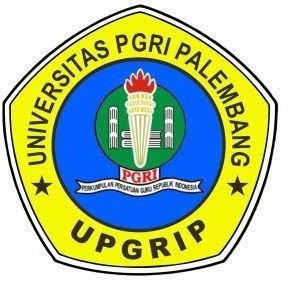 UNIVERSITAS PGRI PALEMBANG
PGRI
PERKUMPULAN PERSATUAN GURU REPUBLIK INDONESIA
UPGRIP